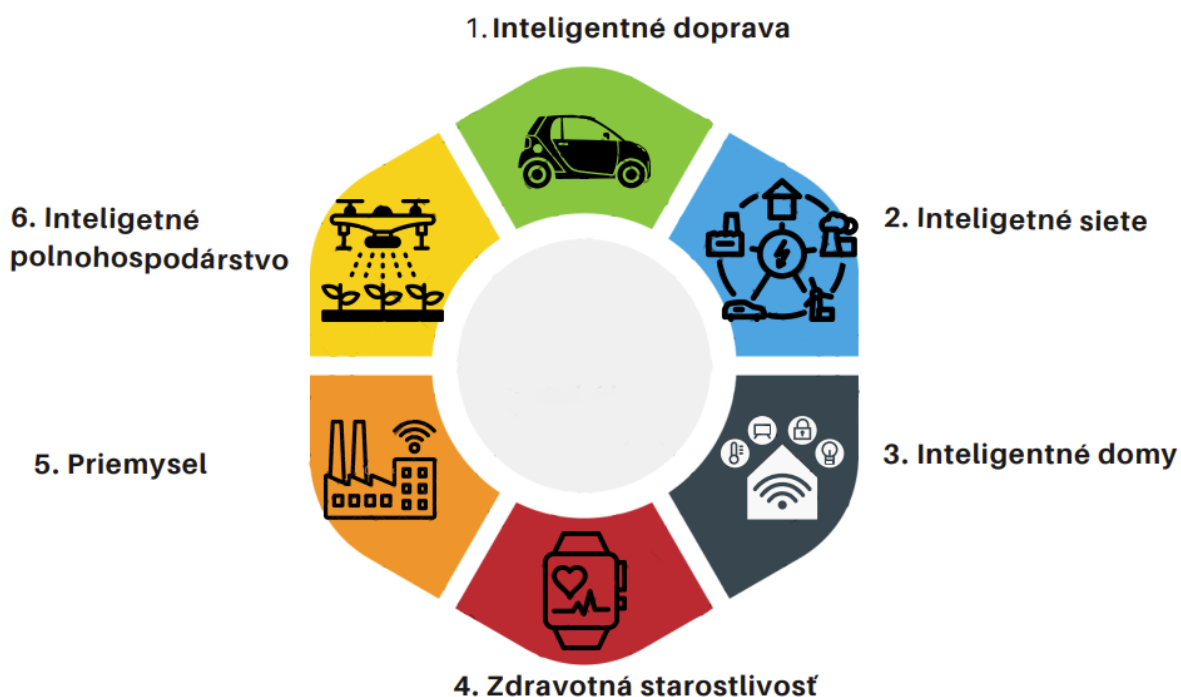 1. Inteligentné doprava
2. Inteligetné siete
3. Inteligentné domy
4. Zdravotná starostlivosť
5. Priemysel
6. Inteligetné
polnohospodárstvo